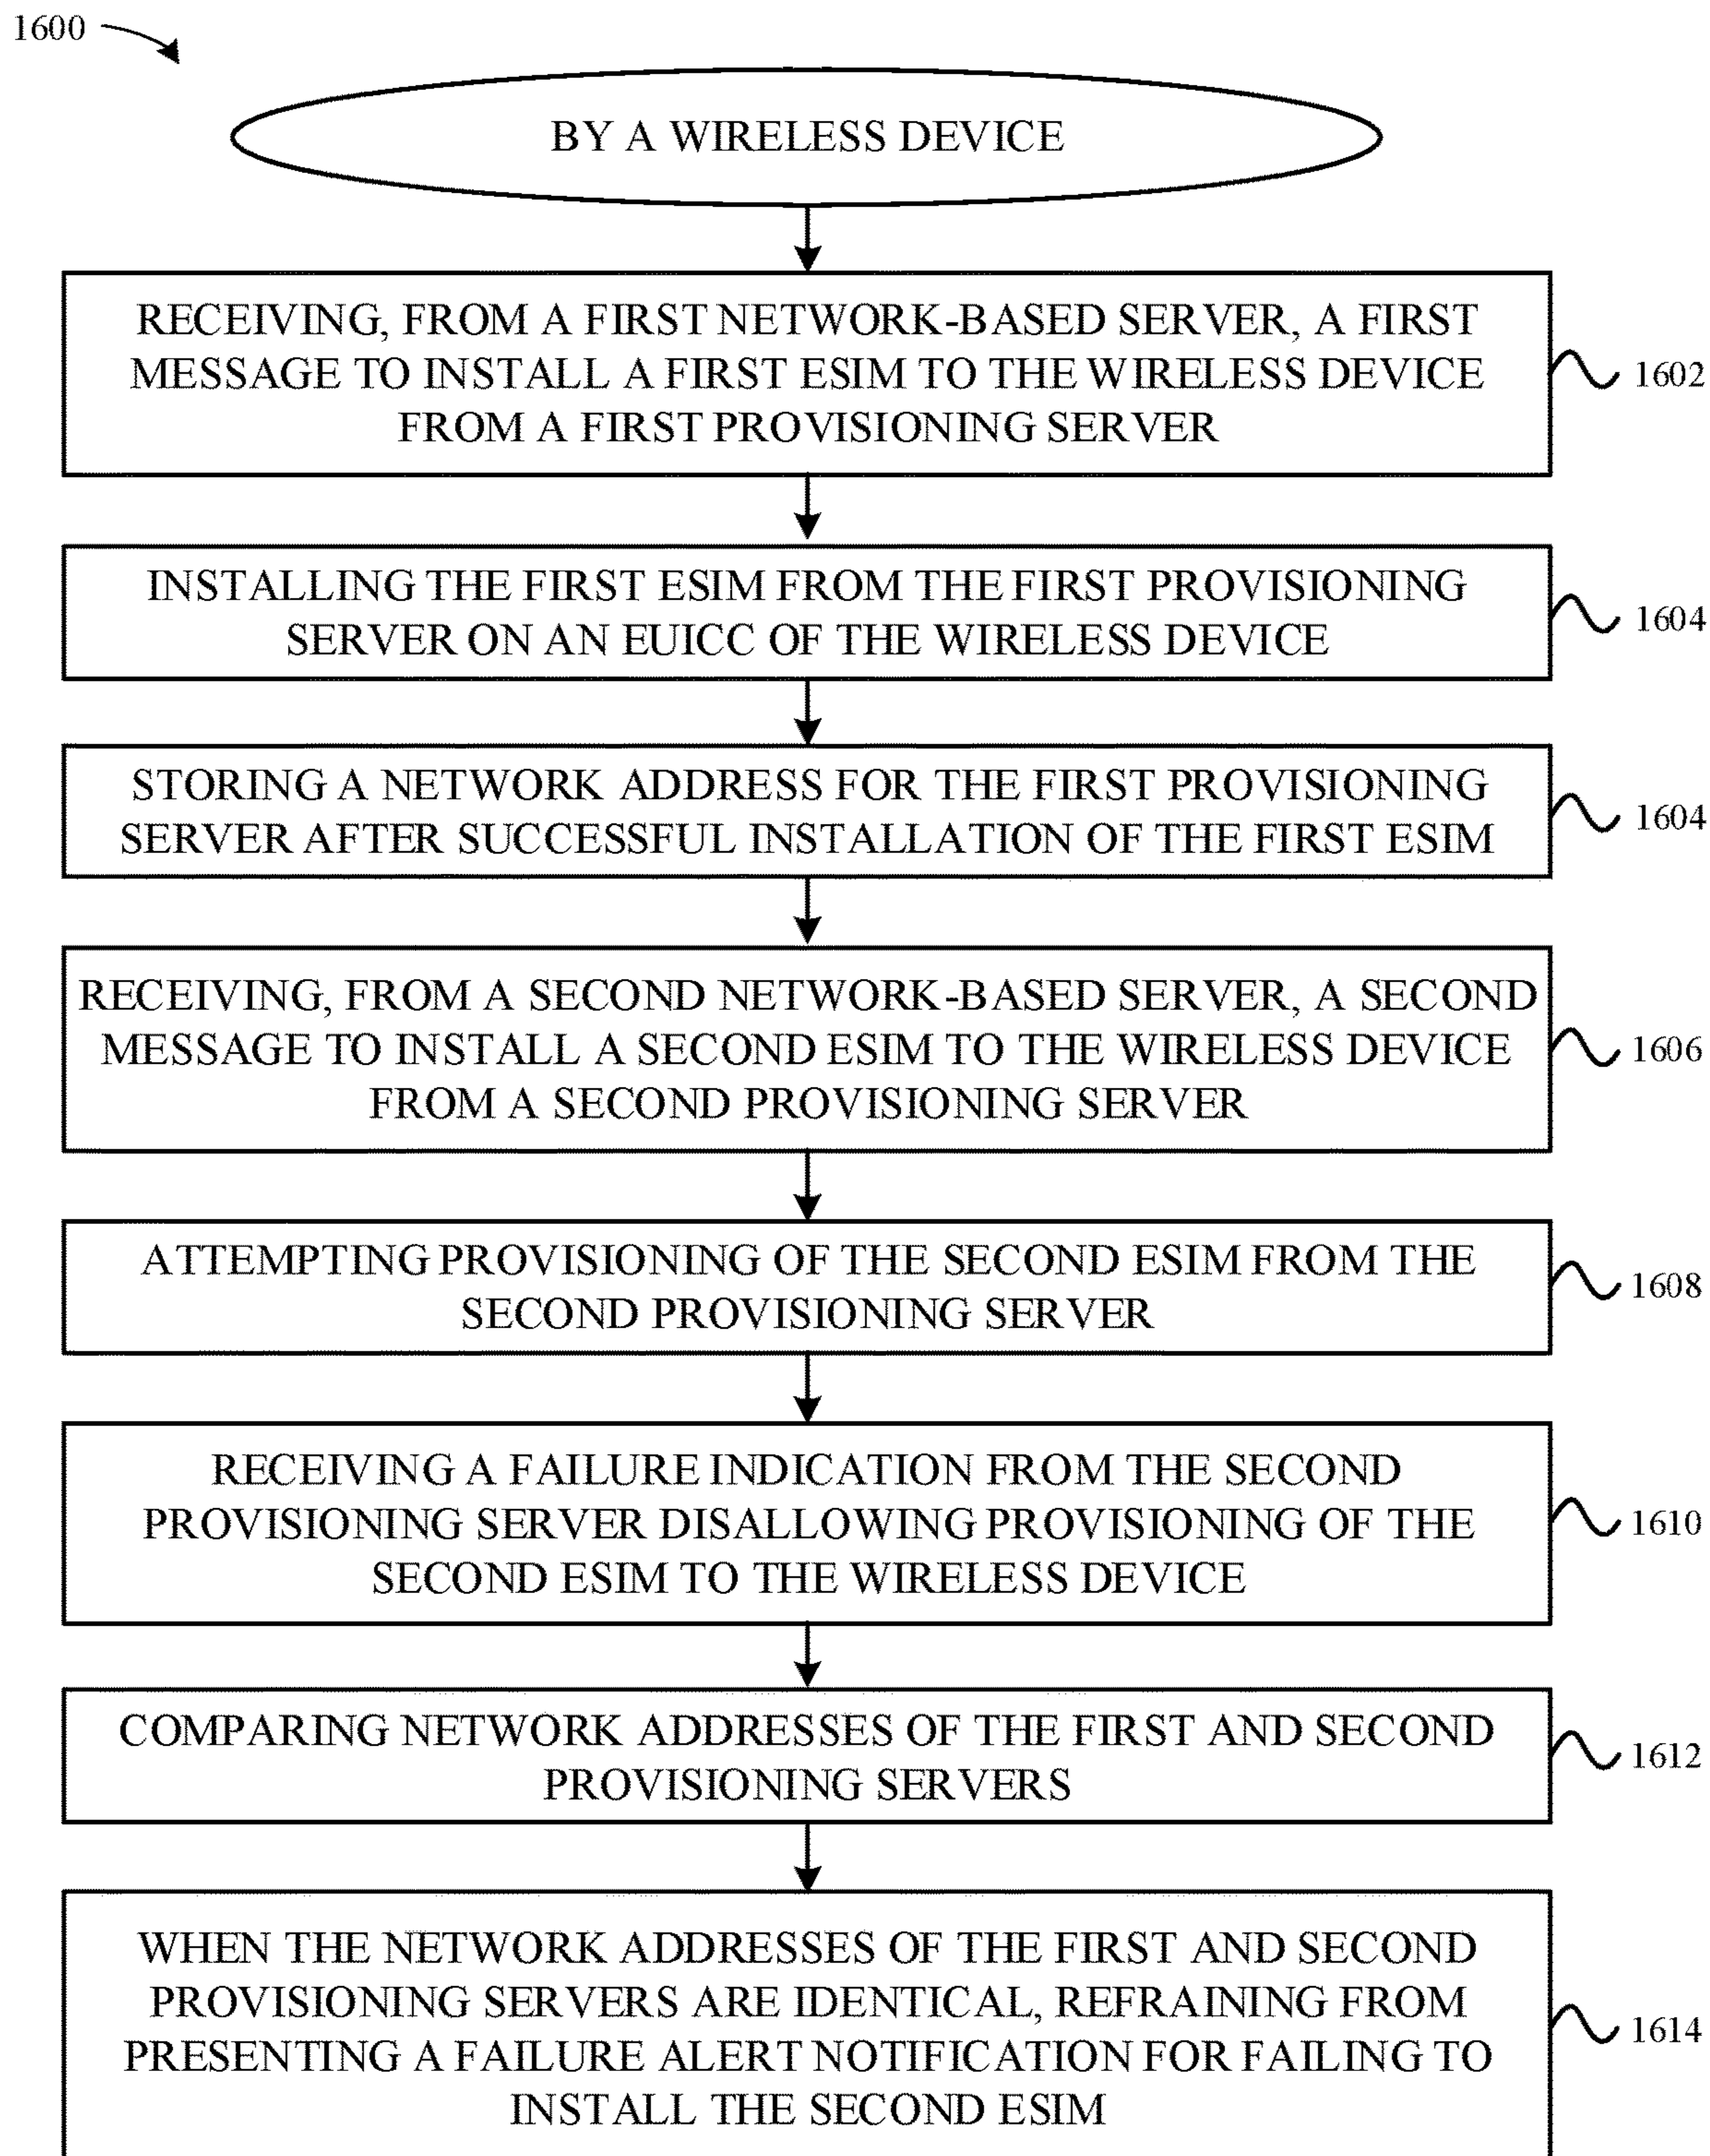 1600
BY A WIRELESS DEVICE
RECEIVING, FROM A FIRST NETWORK-BASED SERVER, A FIRST
MESSAGE TO INSTALL A FIRST ESIM TO THE WIRELESS DEVICE
FROM A FIRST PROVISIONING SERVER
1602
INSTALLING THE FIRST ESIM FROM THE FIRST PROVISIONING
SERVER ON AN EUICC OF THE WIRELESS DEVICE
1604
STORING A NETWORK ADDRESS FOR THE FIRST PROVISIONING
SERVER AFTER SUCCESSFUL INSTALLATION OF THE FIRST ESIM
1604
RECEIVING, FROM A SECOND NETWORK-BASED SERVER, A SECOND
MESSAGE TO INSTALL A SECOND ESIM TO THE WIRELESS DEVICE
FROM A SECOND PROVISIONING SERVER
1606
ATTEMPTING PROVISIONING OF THE SECOND ESIM FROM THE
SECOND PROVISIONING SERVER
1608
RECEIVING A FAILURE INDICATION FROM THE SECOND
PROVISIONING SERVER DISALLOWING PROVISIONING OF THE
SECOND ESIM TO THE WIRELESS DEVICE
1610
COMPARING NETWORK ADDRESSES OF THE FIRST AND SECOND
PROVISIONING SERVERS
1612
WHEN THE NETWORK ADDRESSES OF THE FIRST AND SECOND
PROVISIONING SERVERS ARE IDENTICAL, REFRAINING FROM
PRESENTING A FAILURE ALERT NOTIFICATION FOR FAILING TO
INSTALL THE SECOND ESIM
1614